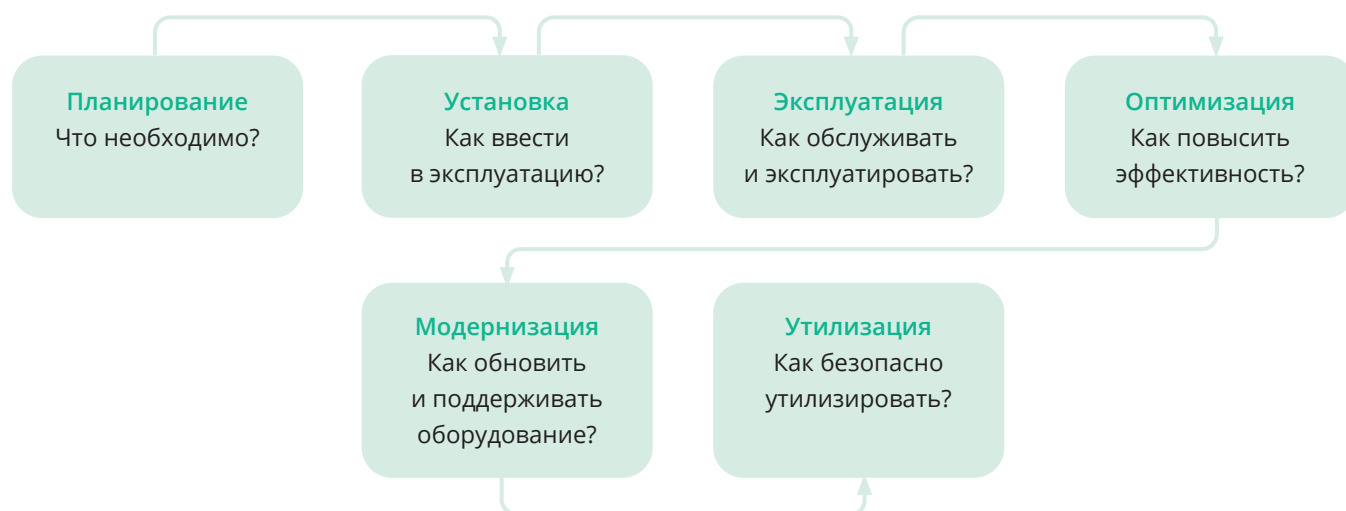 Планирование
Что необходимо?
Установка
Как ввести
в эксплуатацию?
Эксплуатация
Как обслуживать
и эксплуатировать?
Оптимизация
Как повысить
эффективность?
Модернизация
Как обновить
и поддерживать
оборудование?
Утилизация
Как безопасно
утилизировать?